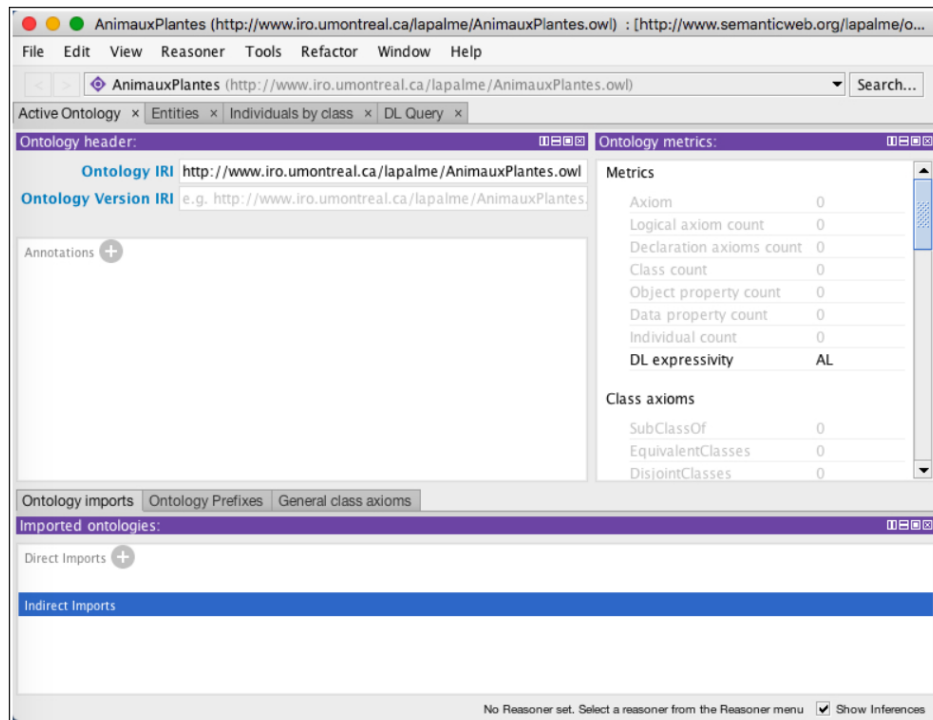 AnimauxPlantes (http://www.iro.umontreal.ca/lapalme/AnimauxPlantes.owl) : [http://www.semanticweb.org/lapalme/o...
File Edit View Reasoner Tools Refactor Window Help
< > AnimauxPlantes (http://www.iro.umontreal.ca/lapalme/AnimauxPlantes.owl) Search...
Active Ontology × Entities × Individuals by class × DL Query ×
Ontology header:
Ontology IRI http://www.iro.umontreal.ca/lapalme/AnimauxPlantes.owl
Ontology Version IRI e.g. http://www.iro.umontreal.ca/lapalme/AnimauxPlantes.
Annotations
Ontology metrics:
Metrics
Axiom 0
Logical axiom count 0
Declaration axioms count 0
Class count 0
Object property count 0
Data property count 0
Individual count 0
DL expressivity AL
Class axioms
SubClassOf 0
EquivalentClasses 0
DisjointClasses 0
Ontology imports Ontology Prefixes General class axioms
Imported ontologies:
Direct Imports
Indirect Imports
No Reasoner set. Select a reasoner from the Reasoner menu Show Inferences